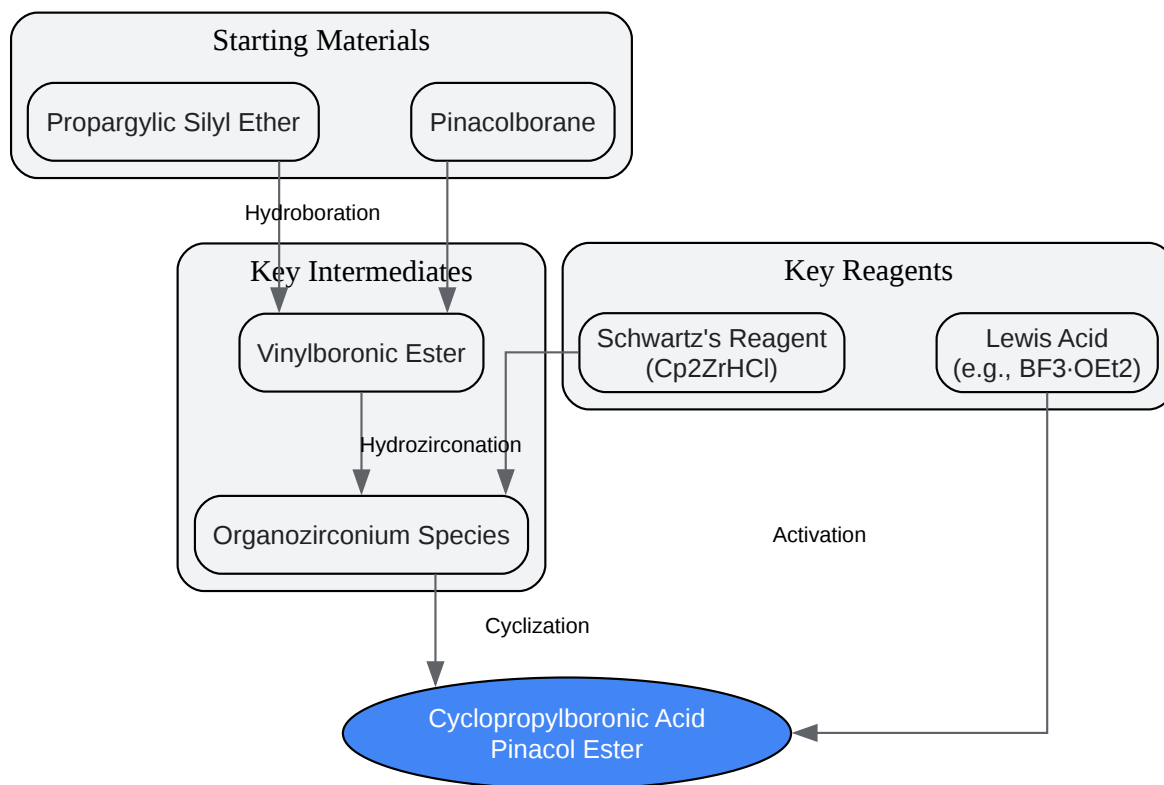 Starting Materials
Propargylic Silyl Ether
Pinacolborane
Hydroboration
Key Intermediates
Key Reagents
Vinylboronic Ester
Schwartz's Reagent
(Cp2ZrHCl)
Lewis Acid
(e.g., BF3·OEt2)
Hydrozirconation
Organozirconium Species
Activation
Cyclization
Cyclopropylboronic Acid
Pinacol Ester